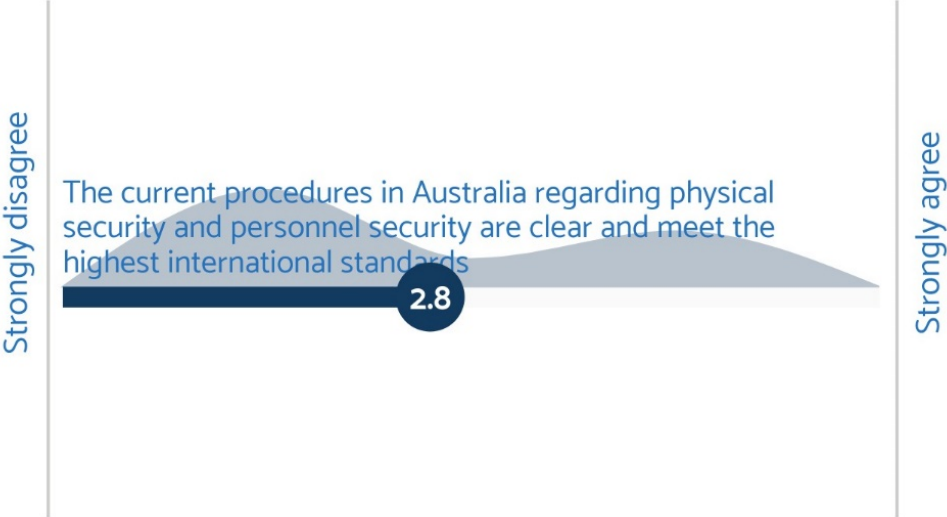 Strongly disagree
The current procedures in Australia regarding physical
security and personnel security are clear and meet the
highest international standards
2.8
Strongly agree